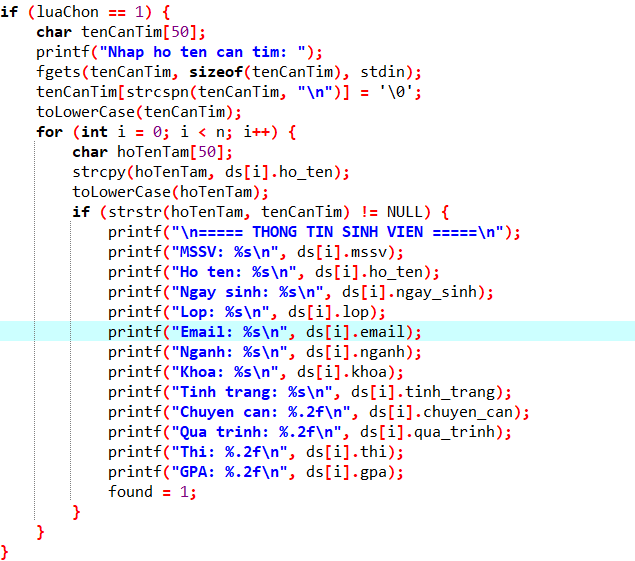 if (luaChon == 1) {
    char tenCanTim[50];
    printf("Nhap ho ten can tim: ");
    fgets(tenCanTim, sizeof(tenCanTim), stdin);
    tenCanTim[strcspn(tenCanTim, "\n")] = '\0';
    toLowerCase(tenCanTim);
    for (int i = 0; i < n; i++) {
        char hoTenTam[50];
        strcpy(hoTenTam, ds[i].ho_ten);
        toLowerCase(hoTenTam);
        if (strstr(hoTenTam, tenCanTim) != NULL) {
            printf("\n===== THONG TIN SINH VIEN =====\n");
            printf("MSSV: %s\n", ds[i].mssv);
            printf("Ho ten: %s\n", ds[i].ho_ten);
            printf("Ngay sinh: %s\n", ds[i].ngay_sinh);
            printf("Lop: %s\n", ds[i].lop);
            printf("Email: %s\n", ds[i].email);
            printf("Nganh: %s\n", ds[i].nganh);
            printf("Khoa: %s\n", ds[i].khoa);
            printf("Tinh trang: %s\n", ds[i].tinh_trang);
            printf("Chuyen can: %.2f\n", ds[i].chuyen_can);
            printf("Qua trinh: %.2f\n", ds[i].qua_trinh);
            printf("Thi: %.2f\n", ds[i].thi);
            printf("GPA: %.2f\n", ds[i].gpa);
            found = 1;
        }
    }
}